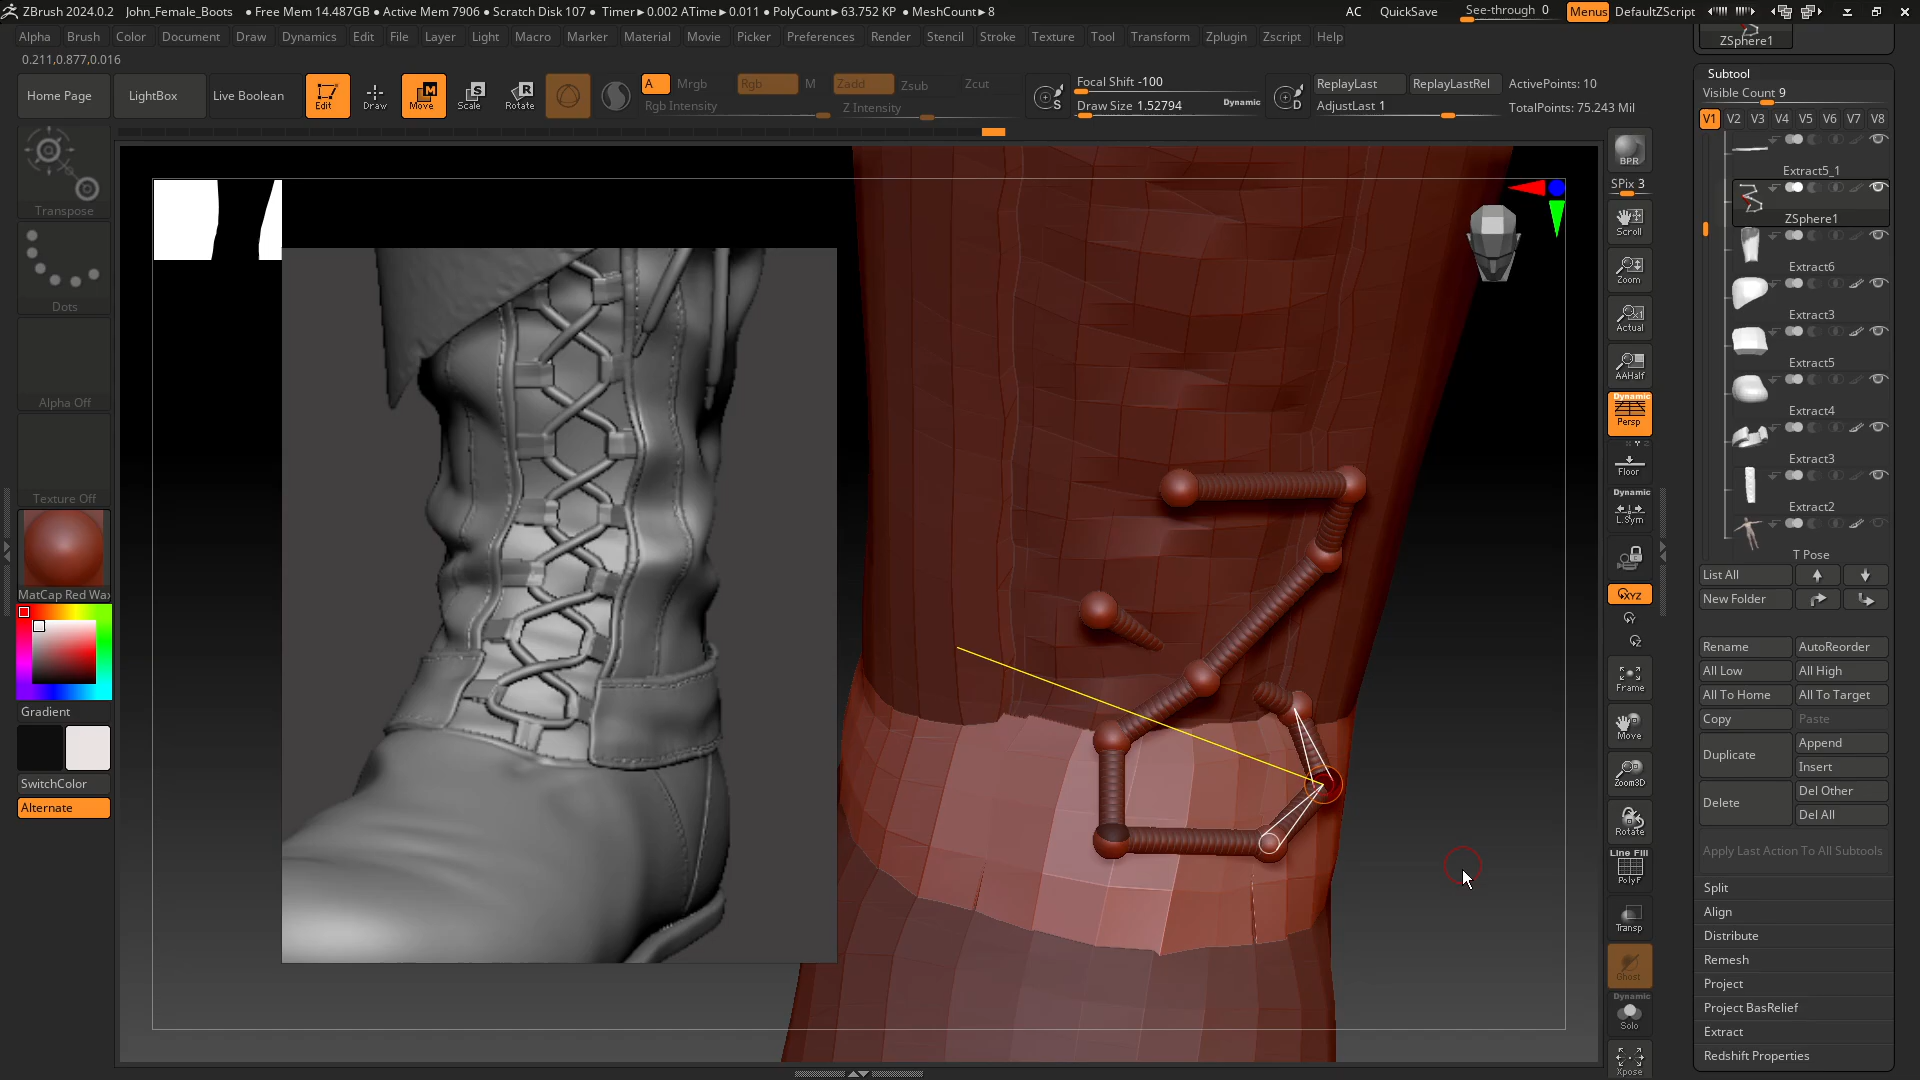 ZBrush 2024.0.2 John_Female_Boots ● Free Mem 14.487GB ● Active Mem 7906 ● Scratch Disk 107 ● Timer►0.002 ATime►0.011 ● PolyCount►63.752 KP ● MeshCount►8 AC QuickSave See-through 0 Menus DefaultZScript
Alpha Brush Color Document Draw Dynamics Edit File Layer Light Macro Marker Material Movie Picker Preferences Render Stencil Stroke Texture Tool Transform Zplugin Zscript Help
0.211,0.877,0.016
Home Page LightBox Live Boolean Edit Draw Move Scale Rotate
A Mrgb Rgb M Zadd Zsub Zcut
Rgb Intensity Z Intensity
Focal Shift -100
Draw Size 1.52794 Dynamic
ReplayLast ReplayLastRel ActivePoints: 10
AdjustLast 1 TotalPoints: 75.243 Mil
Transpose
Dots
Alpha Off
Texture Off
MatCap Red Wax
Gradient
SwitchColor
Alternate
BPR
SPix 3
Scroll
Zoom
Actual
AAHalf
Dynamic
Persp
Floor
Dynamic
L.Sym
XYZ
Y
Z
Frame
Move
Zoom3D
Rotate
Line Fill
PolyF
Transp
Ghost
Dynamic
Solo
Xpose
ZSphere1
Subtool
Visible Count 9
V1 V2 V3 V4 V5 V6 V7 V8
Extract5_1
ZSphere1
Extract6
Extract3
Extract5
Extract4
Extract3
Extract2
T Pose
List All
New Folder
Rename AutoReorder
All Low All High
All To Home All To Target
Copy Paste
Duplicate Append
Insert
Delete Del Other
Del All
Apply Last Action To All Subtools
Split
Align
Distribute
Remesh
Project
Project BasRelief
Extract
Redshift Properties